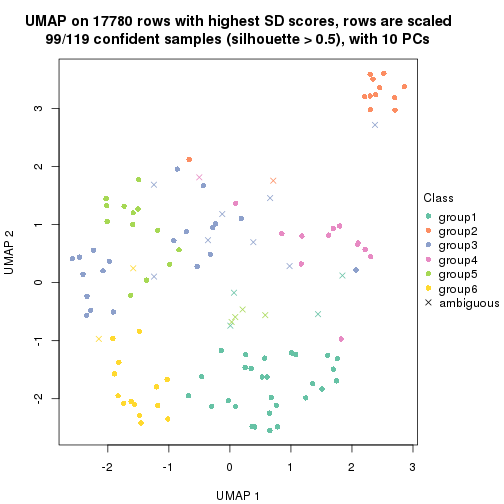 UMAP on 17780 rows with highest SD scores, rows are scaled
99/119 confident samples (silhouette > 0.5), with 10 PCs
3
2
1
0
-1
-2
UMAP 2
-2
-1
0
1
2
3
UMAP 1
Class
group1
group2
group3
group4
group5
group6
ambiguous